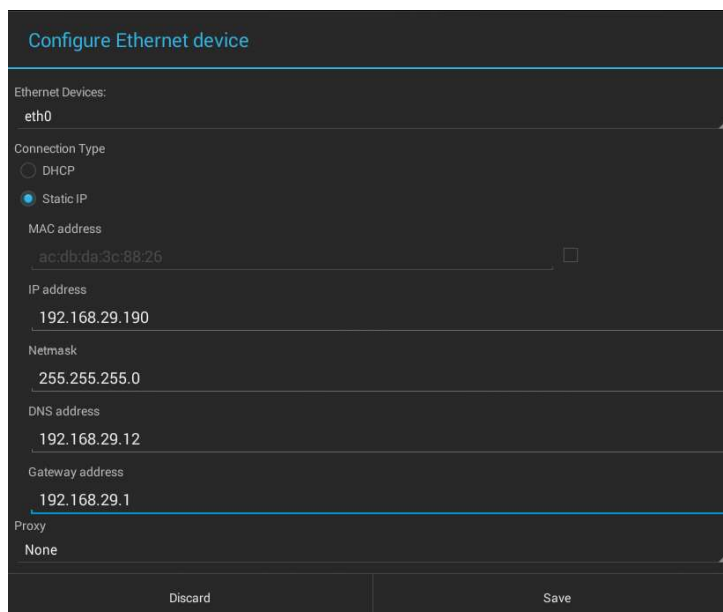 Configure Ethernet device
Ethernet Devices:
eth0
Connection Type
DHCP
Static IP
MAC address
ac:db:da:3c:88:26
IP address
192.168.29.190
Netmask
255.255.255.0
DNS address
192.168.29.12
Gateway address
192.168.29.1
Proxy
None
Discard Save